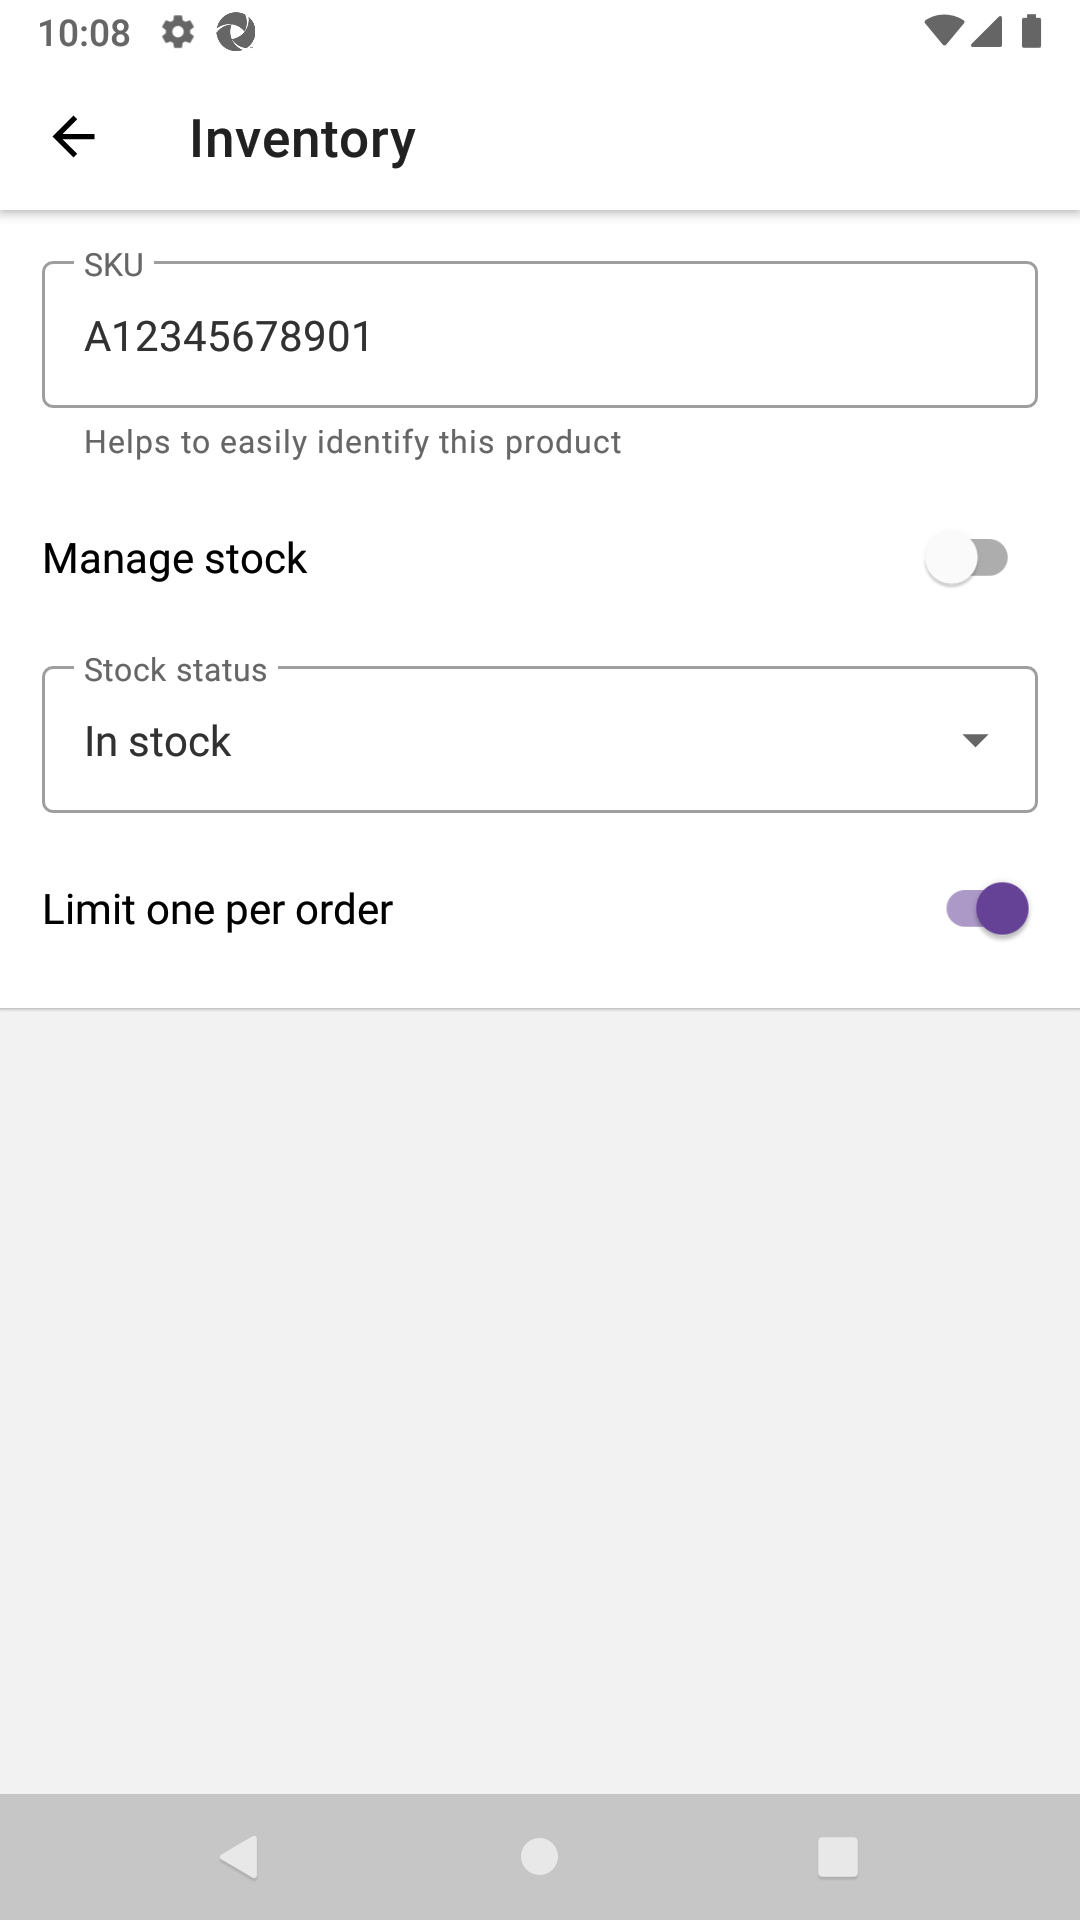 10:08
Inventory
SKU
A12345678901
Helps to easily identify this product
Manage stock
Stock status
In stock
Limit one per order